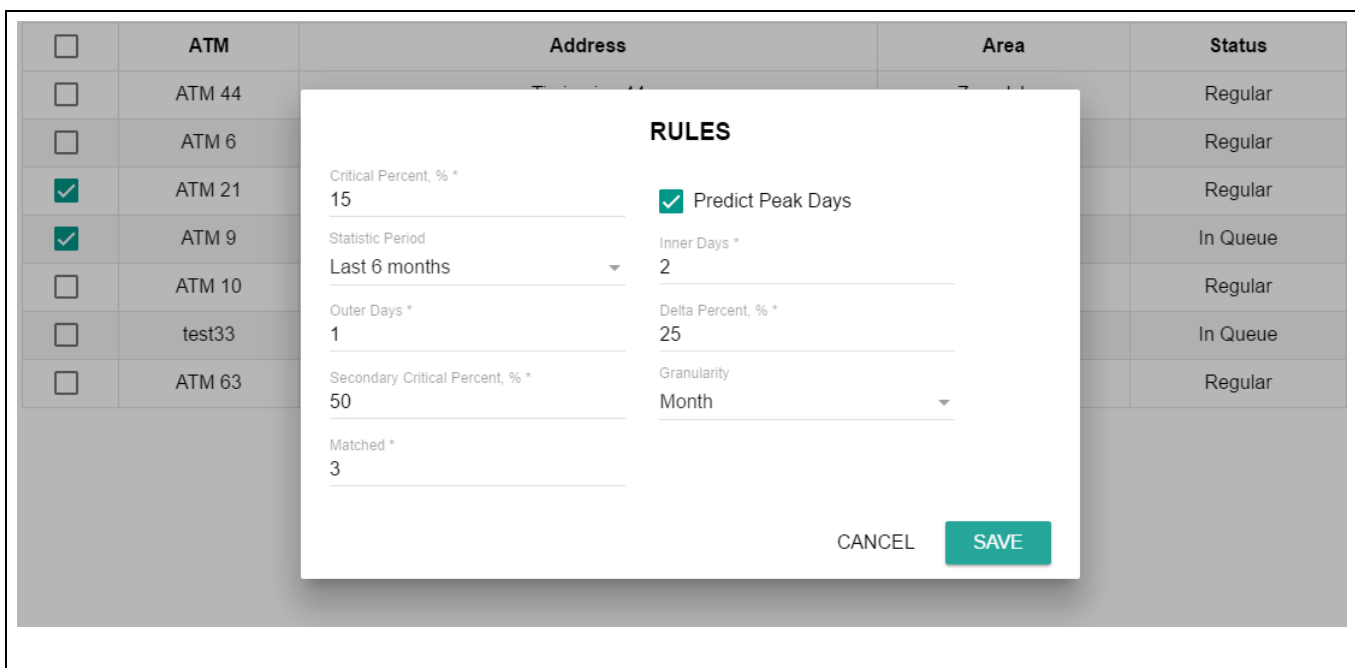 ATM Address Area Status
ATM 44 Regular
RULES
ATM 6 Regular
Critical Percent, % *
15
Predict Peak Days
ATM 21 Regular
Statistic Period
Last 6 months
Inner Days *
2
ATM 9 In Queue
ATM 10 Regular
Outer Days *
1
Delta Percent, % *
25
test33 In Queue
Secondary Critical Percent, % *
50
Granularity
Month
ATM 63 Regular
Matched *
3
CANCEL SAVE